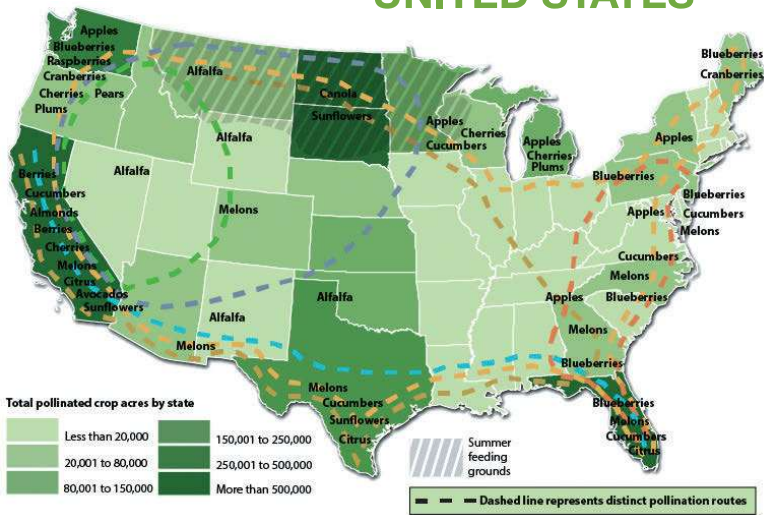 UNITED STATES
Apples
Blueberries
Raspberries
Cranberries
Cherries Pears
Plums
Alfalfa
Canola
Sunflowers
Alfalfa
Alfalfa
Melons
Apples
Cherries
Cucumbers
Apples
Cherries
Plums
Blueberries
Cranberries
Apples
Blueberries
Blueberries
Apples Cucumbers
Melons
Cucumbers
Melons
Blueberries
Apples
Melons
Blueberries
Berries
Cucumbers
Almonds
Berries
Cherries
Melons
Citrus
Avocados
Sunflowers
Alfalfa
Alfalfa
Melons
Melons
Cucumbers
Sunflowers
Citrus
Blueberries
Melons
Cucumbers
Citrus
Total pollinated crop acres by state
Less than 20,000
20,001 to 80,000
80,001 to 150,000
150,001 to 250,000
250,001 to 500,000
More than 500,000
Summer
feeding
grounds
Dashed line represents distinct pollination routes